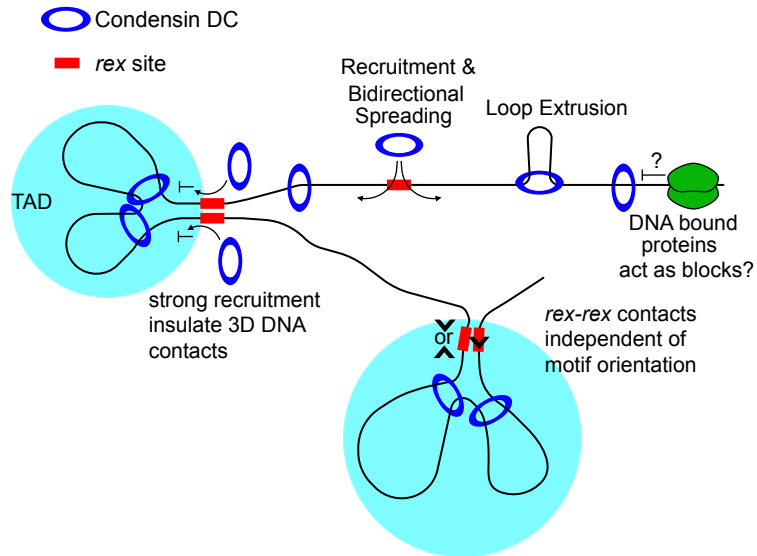 Condensin DC
rex site
Recruitment &
Bidirectional
Spreading
Loop Extrusion
?
TAD
DNA bound
proteins
act as blocks?
strong recruitment
insulate 3D DNA
contacts
or
rex-rex contacts
independent of
motif orientation